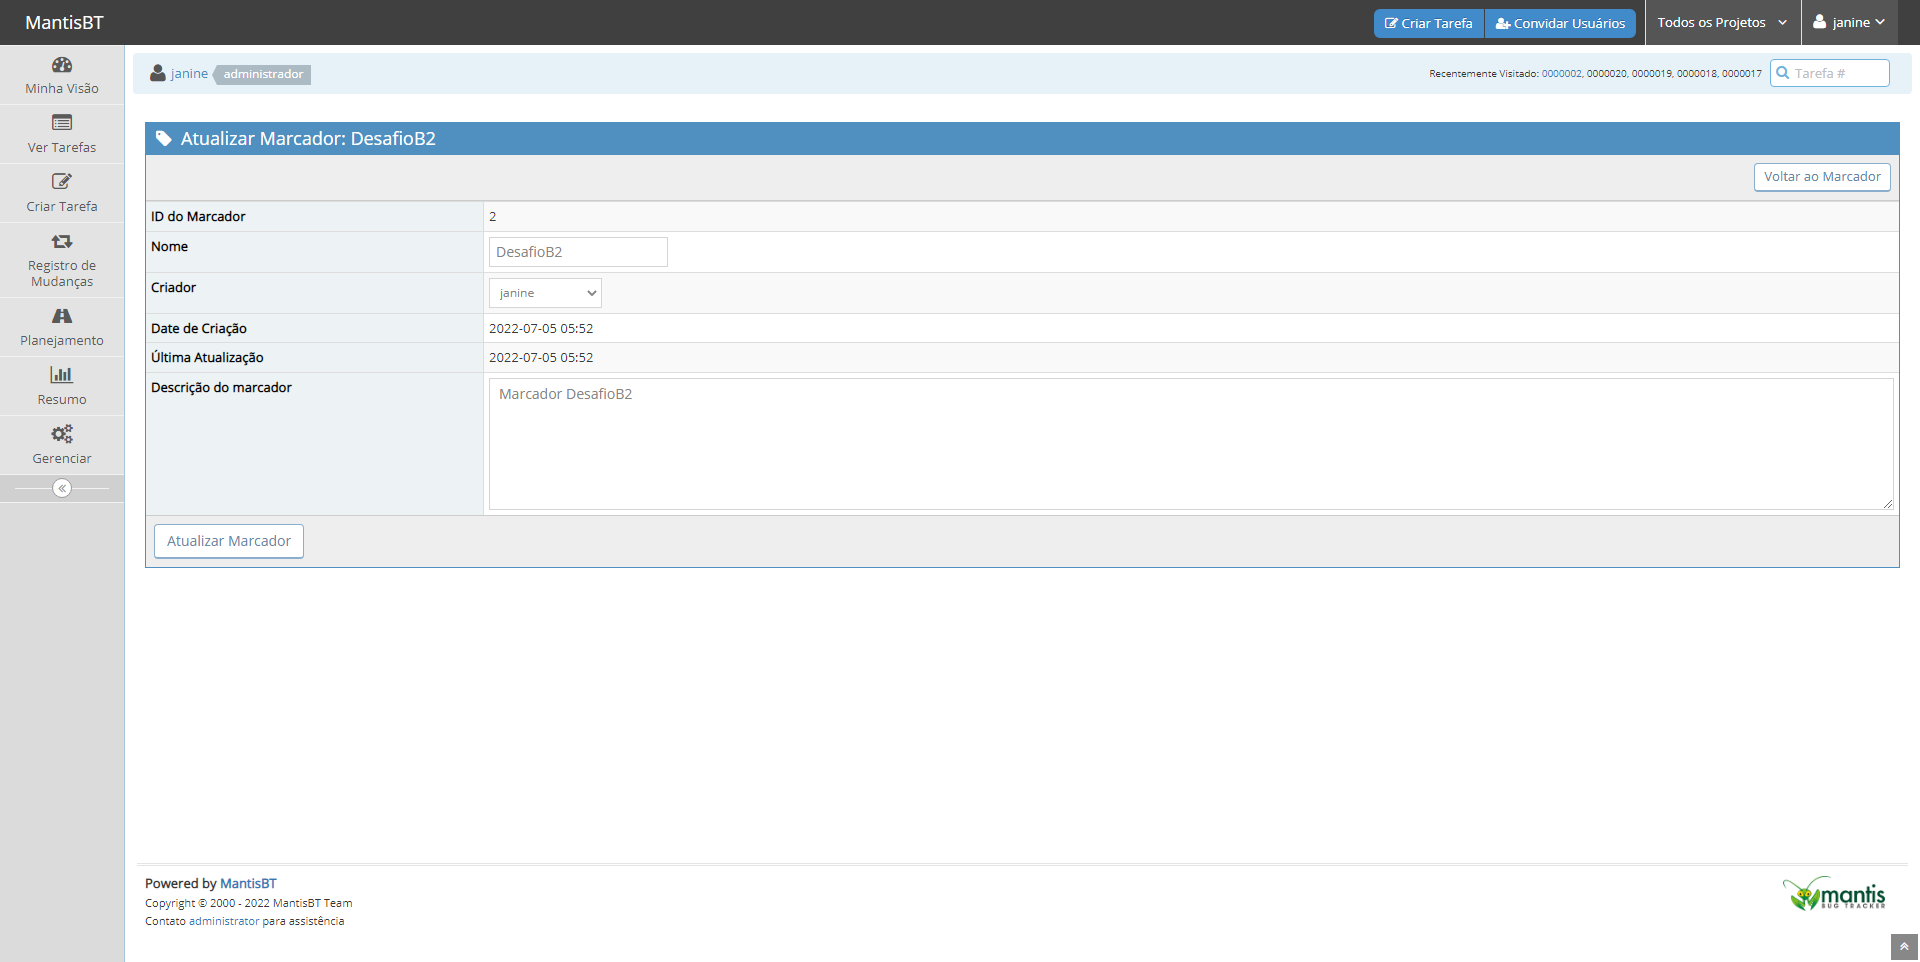 MantisBT
Criar Tarefa
Convidar Usuários
Todos os Projetos
janine
Minha Visão
Ver Tarefas
Criar Tarefa
Registro de
Mudanças
Planejamento
Resumo
Gerenciar
janine administrador
Recentemente Visitado: 0000002, 0000020, 0000019, 0000018, 0000017
Tarefa #
Atualizar Marcador: DesafioB2
Voltar ao Marcador
ID do Marcador 2
Nome DesafioB2
Criador janine
Date de Criação 2022-07-05 05:52
Última Atualização 2022-07-05 05:52
Descrição do marcador Marcador DesafioB2
Atualizar Marcador
Powered by MantisBT
Copyright © 2000 - 2022 MantisBT Team
Contato administrator para assistência
mantis
BUG TRACKER